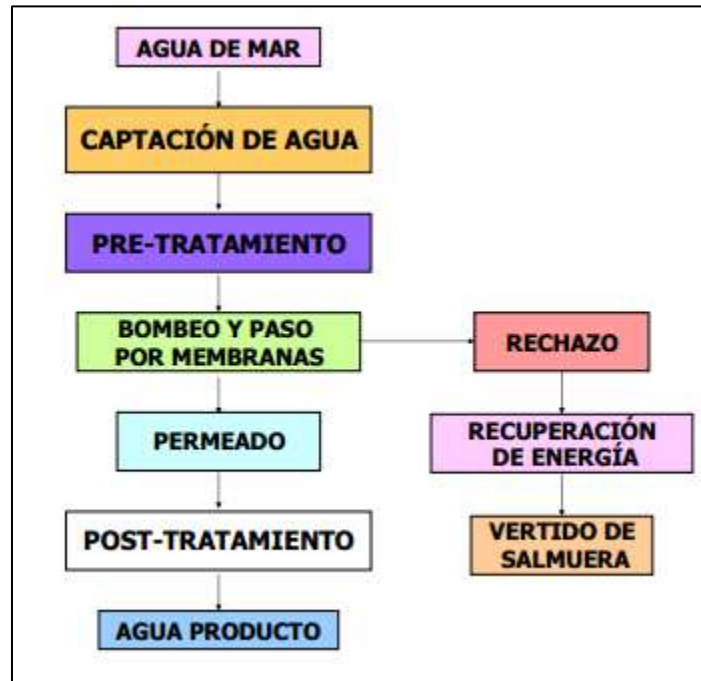 AGUA DE MAR
CAPTACIÓN DE AGUA
PRE-TRATAMIENTO
BOMBEO Y PASO
POR MEMBRANAS
RECHAZO
PERMEADO
RECUPERACIÓN
DE ENERGÍA
POST-TRATAMIENTO
VERTIDO DE
SALMUERA
AGUA PRODUCTO